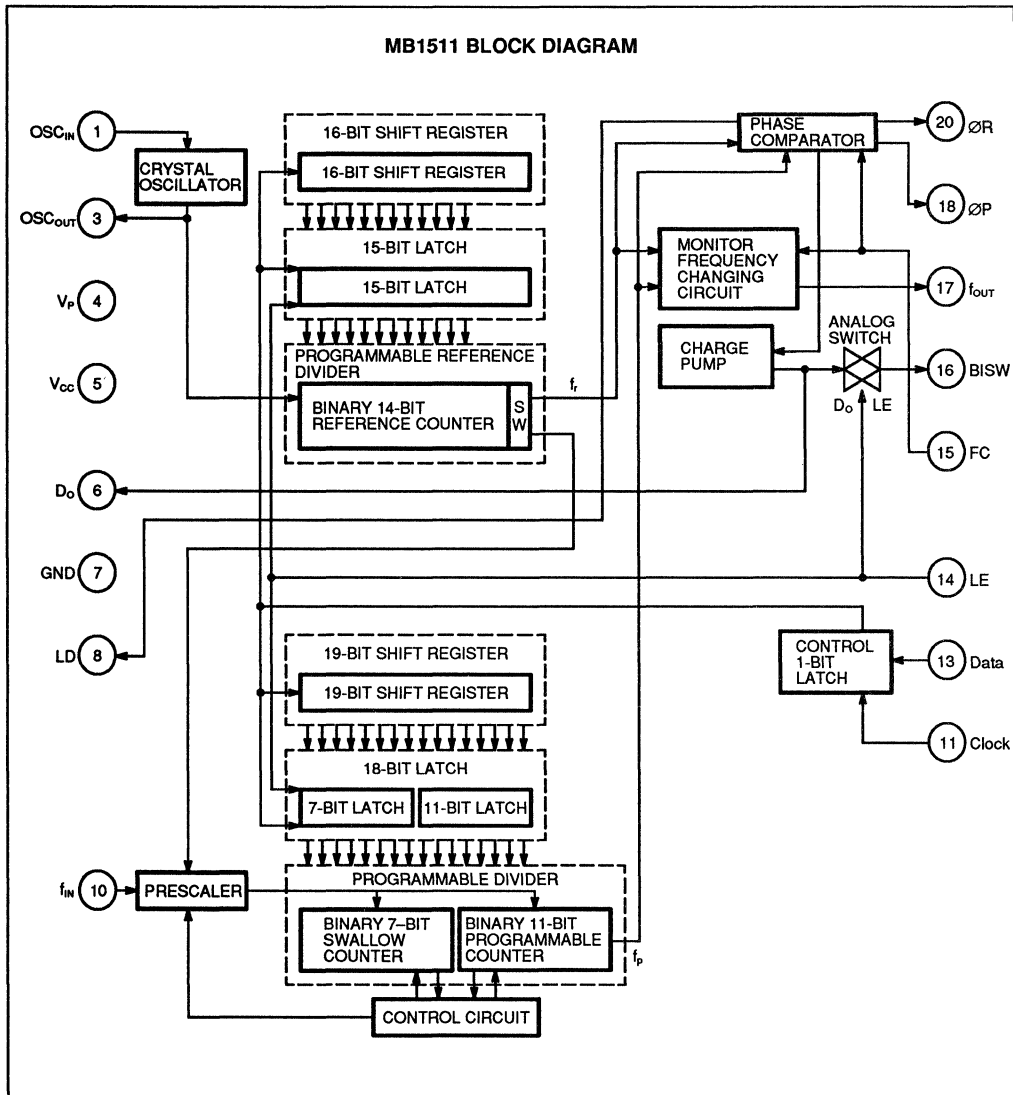 MB1511 BLOCK DIAGRAM
OSCIN 1
CRYSTAL
OSCILLATOR
OSCOUT 3
VP 4
VCC 5
DO 6
GND 7
LD 8
fIN 10
PRESCALER
16-BIT SHIFT REGISTER
16-BIT SHIFT REGISTER
15-BIT LATCH
15-BIT LATCH
PROGRAMMABLE REFERENCE
DIVIDER
BINARY 14-BIT
REFERENCE COUNTER
S
W
fr
19-BIT SHIFT REGISTER
19-BIT SHIFT REGISTER
18-BIT LATCH
7-BIT LATCH
11-BIT LATCH
PROGRAMMABLE DIVIDER
BINARY 7–BIT
SWALLOW
COUNTER
BINARY 11-BIT
PROGRAMMABLE
COUNTER
fp
CONTROL CIRCUIT
PHASE
COMPARATOR
MONITOR
FREQUENCY
CHANGING
CIRCUIT
CHARGE
PUMP
ANALOG
SWITCH
DO LE
CONTROL
1-BIT
LATCH
20 ØR
18 ØP
17 fOUT
16 BISW
15 FC
14 LE
13 Data
11 Clock